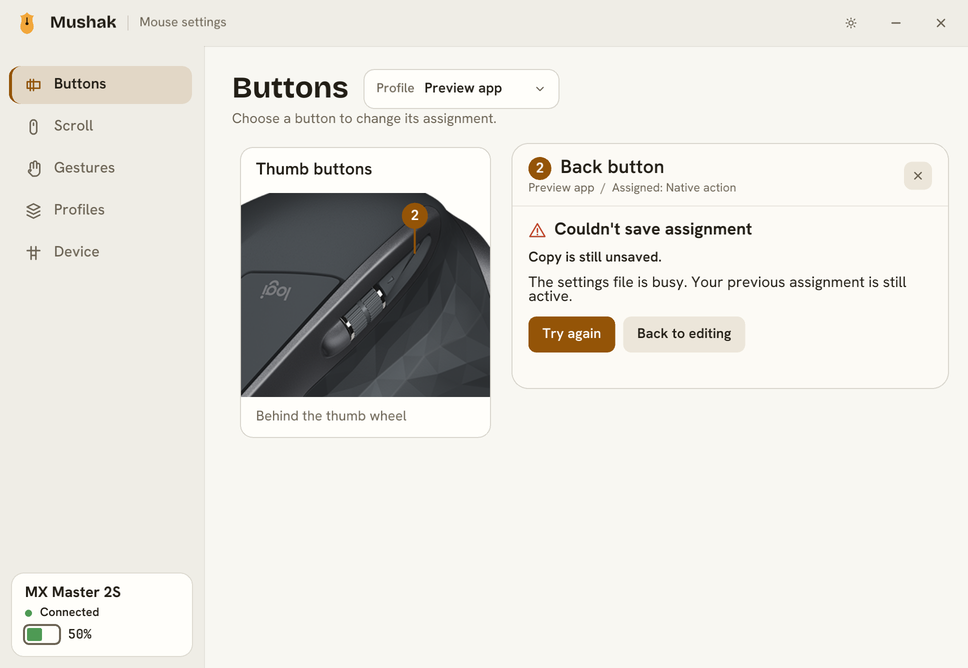 Mushak
Mouse settings
Buttons
Scroll
Gestures
Profiles
Device
MX Master 2S
Connected
50%
Buttons
Profile Preview app
Choose a button to change its assignment.
Thumb buttons
2
logi
Behind the thumb wheel
2 Back button
Preview app / Assigned: Native action
Couldn't save assignment
Copy is still unsaved.
The settings file is busy. Your previous assignment is still
active.
Try again
Back to editing